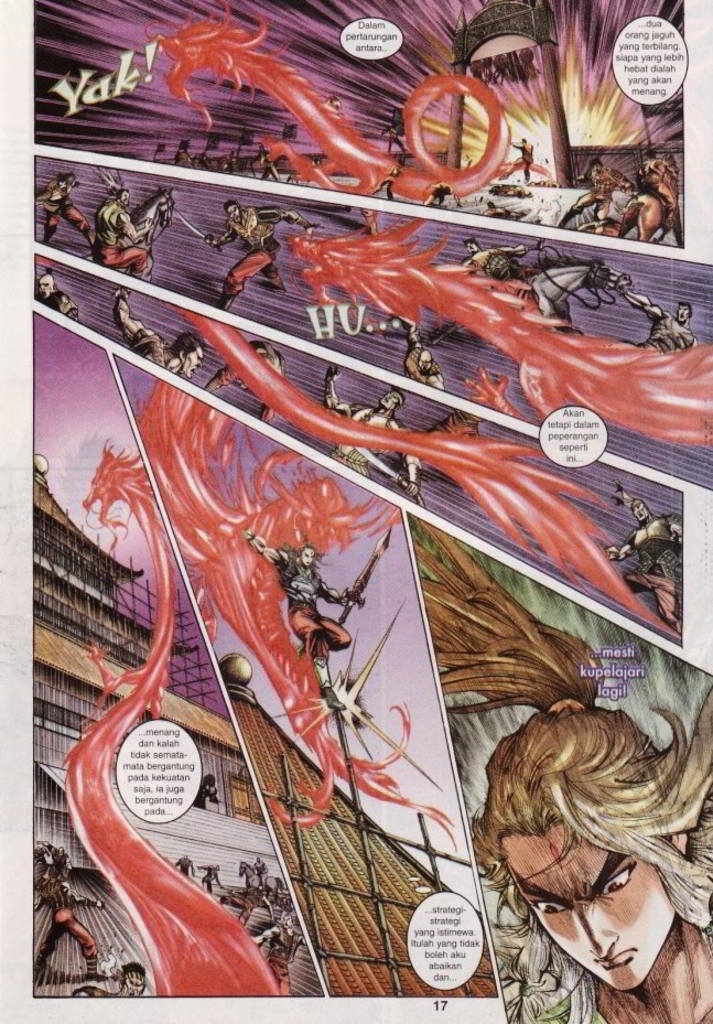 Dalam
pertarungan
antara..
...dua
orang jaguh
yang terbilang,
siapa yang lebih
hebat dialah
yang akan
menang.
Yak!
HU...
Akan
tetapi dalam
peperangan
seperti
ini...
...menang
dan kalah
tidak semata-
mata bergantung
pada kekuatan
saja, ia juga
bergantung
pada...
...strategi-
strategi
yang istimewa.
Itulah yang tidak
boleh aku
abaikan
dan...
...mesti
kupelajari
lagi!
17